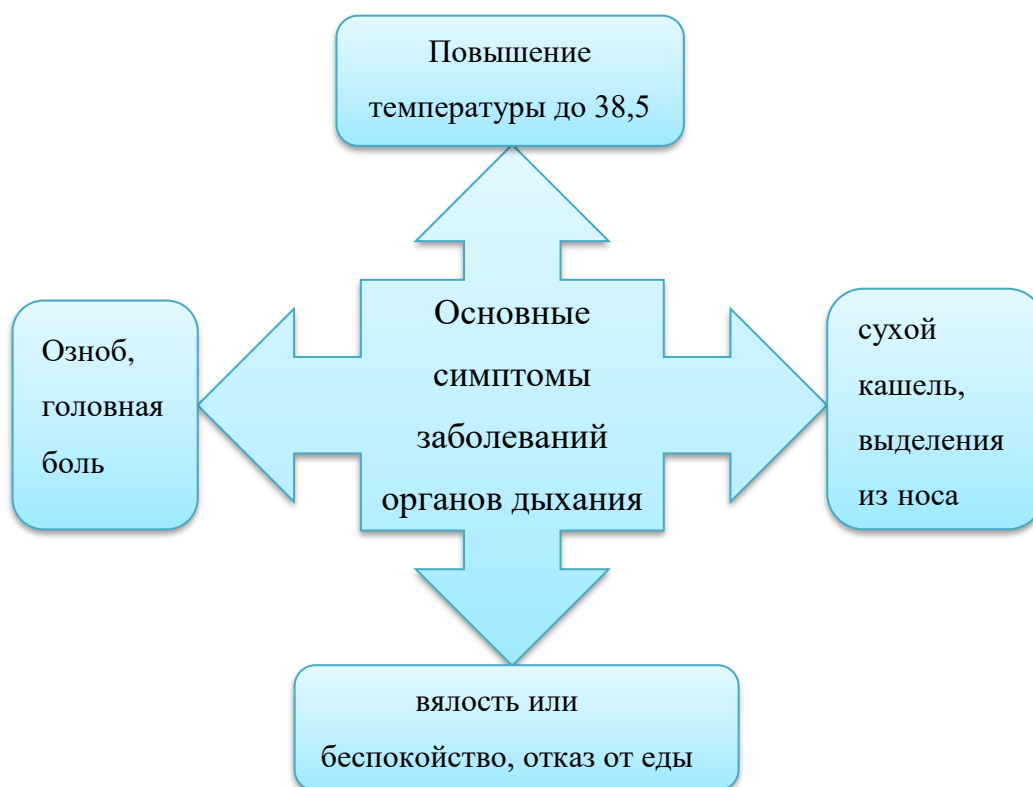 Повышение
температуры до 38,5
Основные
симптомы
заболеваний
органов дыхания
Озноб,
головная
боль
сухой
кашель,
выделения
из носа
вялость или
беспокойство, отказ от еды